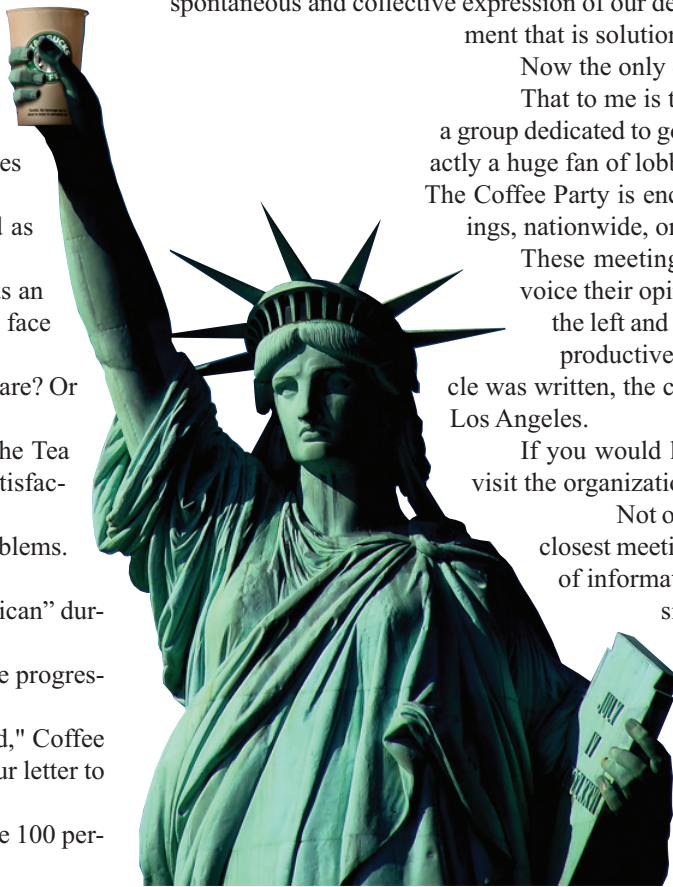 spontaneous and collective expression of our de
ment that is solution
Now the only
That to me is t
a group dedicated to go
actly a huge fan of lobb
The Coffee Party is enc
ings, nationwide, or
These meeting
voice their opi
the left and
productive
cle was written, the c
Los Angeles.
If you would l
visit the organizatio
Not o
closest meeti
of informa
si
es
d as
s an
face
are? Or
he Tea
tisfac-
blems.
ican” dur-
e progres-
d," Coffee
ur letter to
e 100 per-
JULY
IV